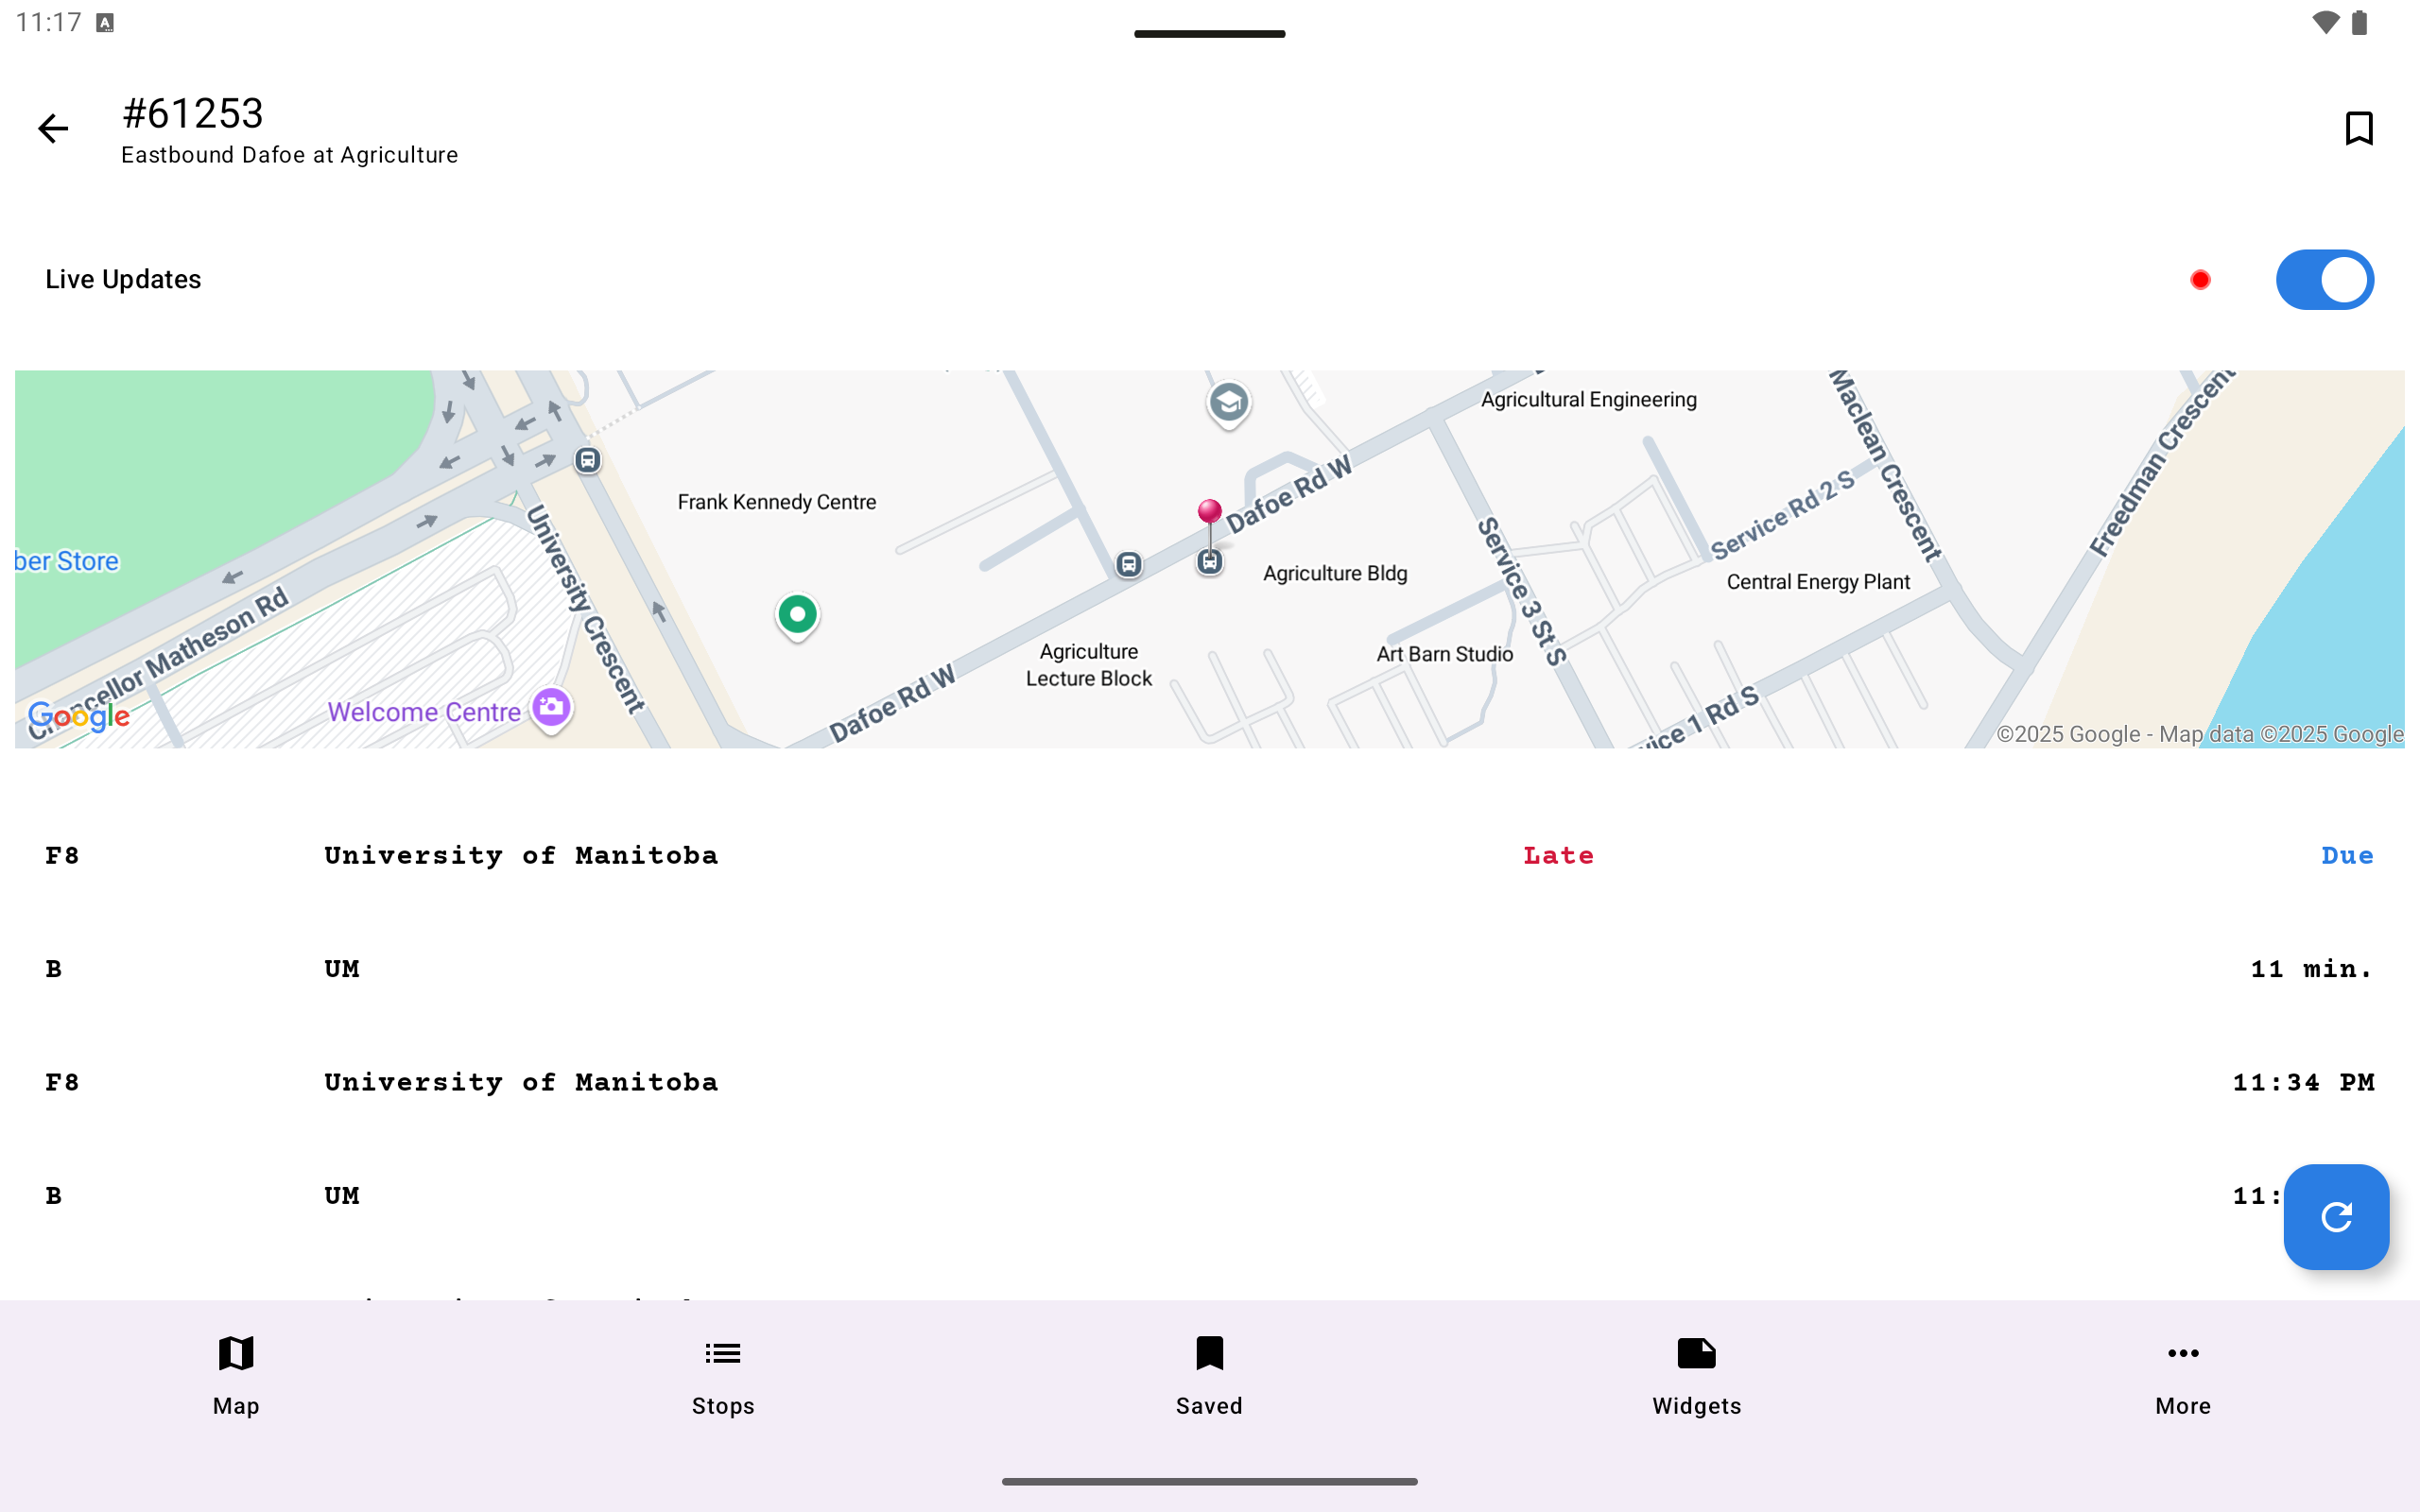 11:17
#61253
Eastbound Dafoe at Agriculture
Live Updates
Agricultural Engineering
Maclean Crescent
Freedman Crescent
Frank Kennedy Centre
Dafoe Rd W
Service Rd 2 S
University Crescent
ber Store
Service 3 St S
Agriculture Bldg
Central Energy Plant
Chancellor Matheson Rd
Agriculture
Lecture Block
Art Barn Studio
Dafoe Rd W
Welcome Centre
vice 1 Rd S
Google
©2025 Google - Map data ©2025 Google
F8 University of Manitoba Late Due
B UM 11 min.
F8 University of Manitoba 11:34 PM
B UM 11:
Map Stops Saved Widgets More